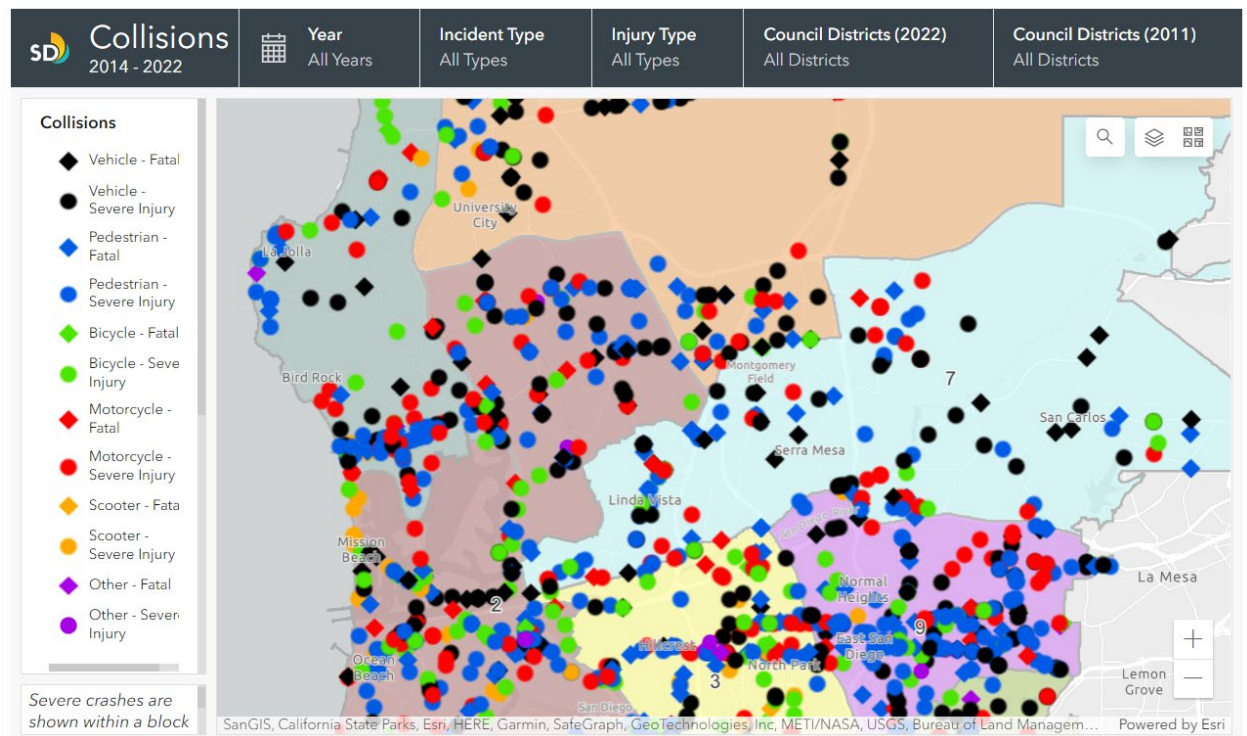 SD
Collisions
2014 - 2022
Year
All Years
Incident Type
All Types
Injury Type
All Types
Council Districts (2022)
All Districts
Council Districts (2011)
All Districts
Collisions
Vehicle - Fatal
Vehicle -
Severe Injury
Pedestrian -
Fatal
Pedestrian -
Severe Injury
Bicycle - Fatal
Bicycle - Seve
Injury
Motorcycle -
Fatal
Motorcycle -
Severe Injury
Scooter - Fata
Scooter -
Severe Injury
Other - Fatal
Other - Sever
Injury
Severe crashes are
shown within a block
University
City
La Jolla
Bird Rock
Montgomery
Field
7
San Carlos
Serra Mesa
Linda Vista
San Diego River
Mission
Beach
La Mesa
Normal
Heights
2
9
Hillcrest
East San
Diego
North Park
Ocean
Beach
3
Lemon
Grove
San Diego
+
−
SanGIS, California State Parks, Esri, HERE, Garmin, SafeGraph, GeoTechnologies, Inc, METI/NASA, USGS, Bureau of Land Managem...
Powered by Esri